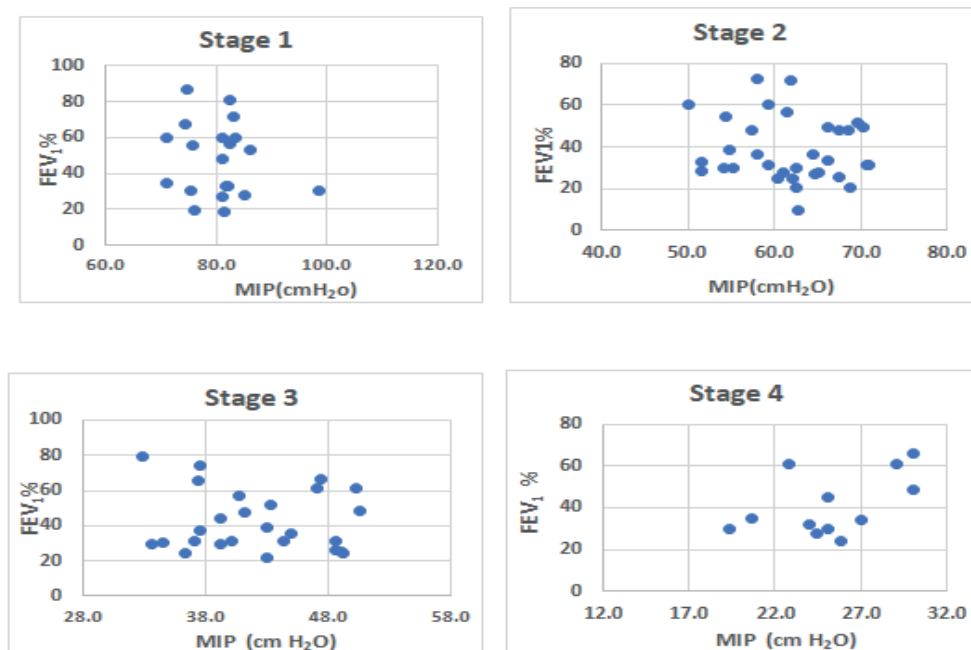 Stage 1
FEV₁%
100
80
60
40
20
0
60.0 80.0 100.0 120.0
MIP(cmH₂o)
Stage 2
FEV1%
80
60
40
20
0
40.0 50.0 60.0 70.0 80.0
MIP(cmH₂O)
Stage 3
FEV₁%
100
80
60
40
20
0
28.0 38.0 48.0 58.0
MIP (cm H₂O)
Stage 4
FEV₁ %
80
60
40
20
0
12.0 17.0 22.0 27.0 32.0
MIP (cm H₂O)